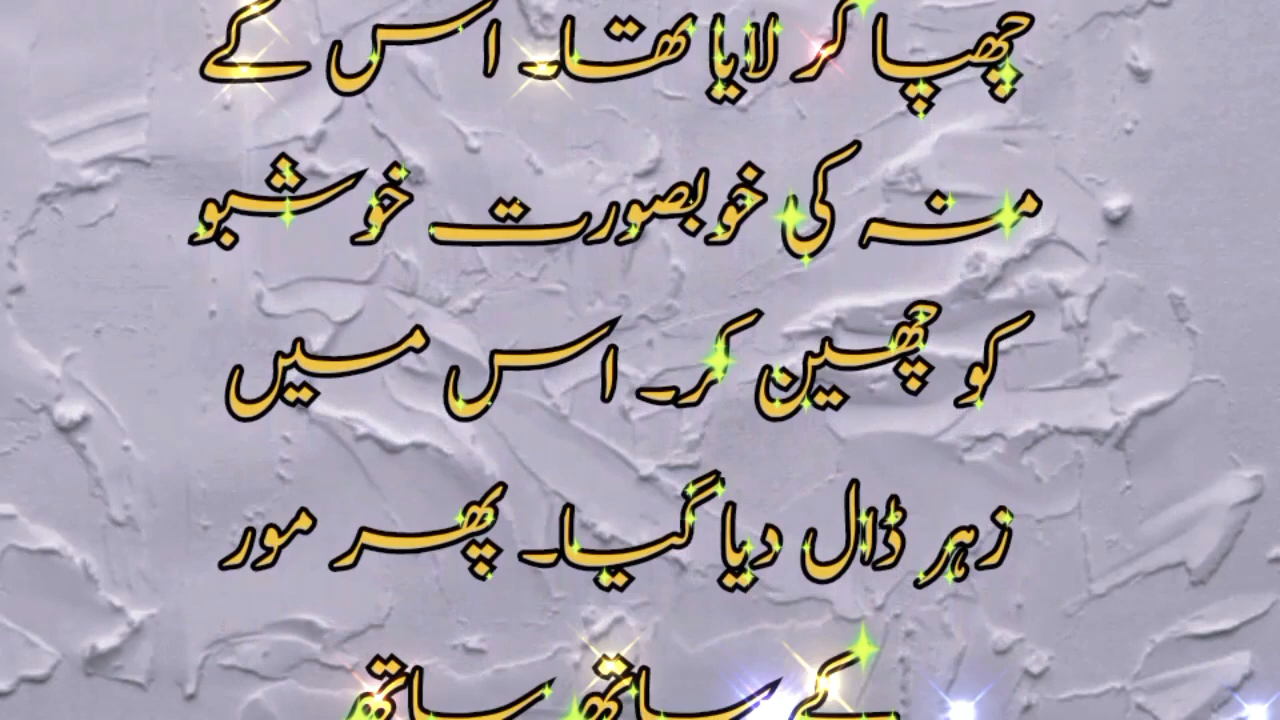 چھپا کر لایا تھا۔ اس کے
منہ کی خوبصورت خوشبو
کو چھین کر۔ اس میں
زہر ڈال دیا گیا۔ پھر مور
کے ساتھ ساتھ